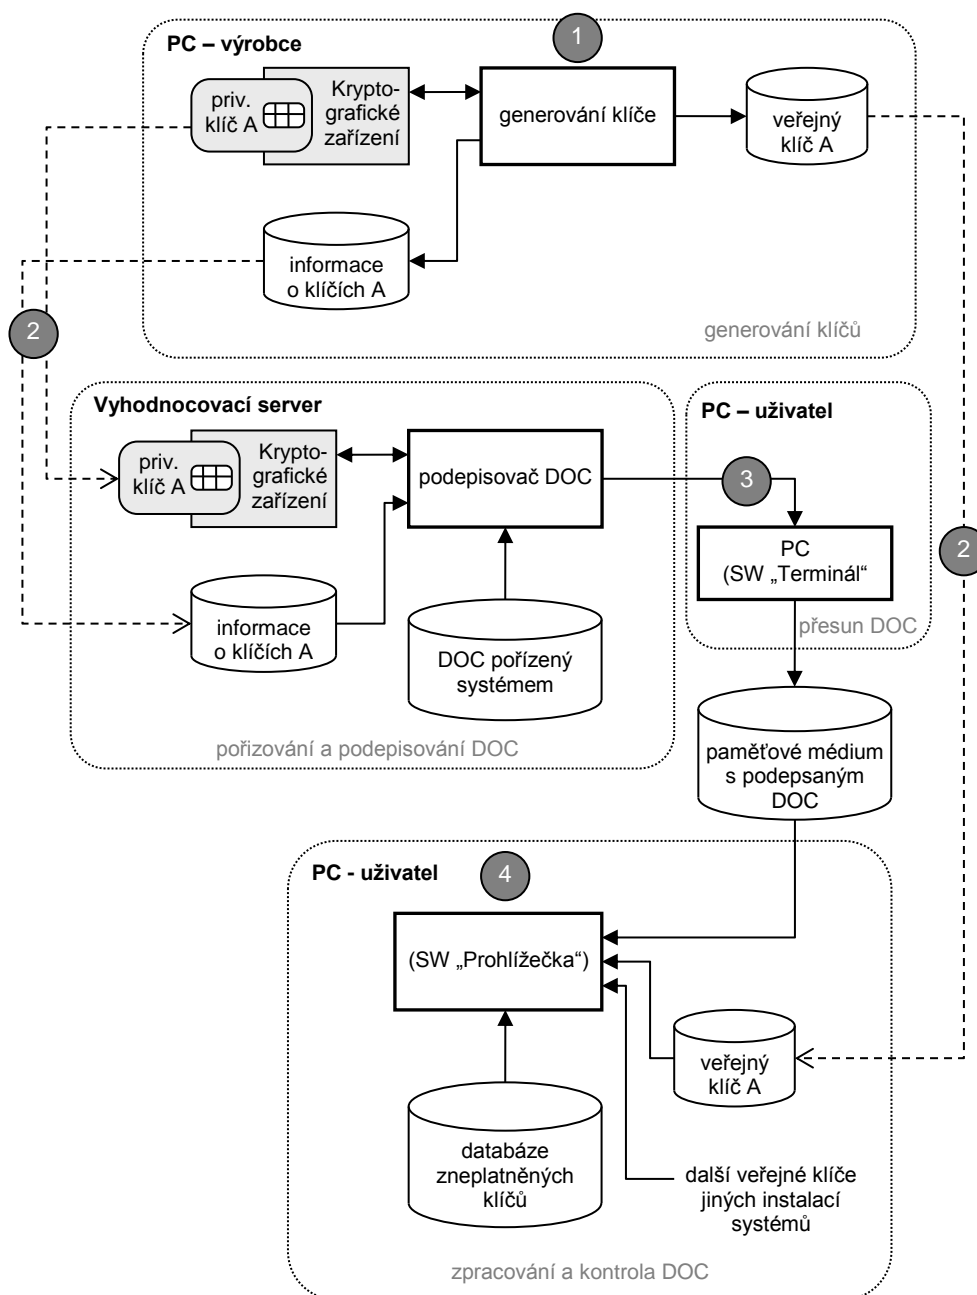 PC – výrobce
1
priv.
klíč A
Krypto-
grafické
zařízení
generování klíče
veřejný
klíč A
informace
o klíčích A
generování klíčů
2
Vyhodnocovací server
priv.
klíč A
Krypto-
grafické
zařízení
podepisovač DOC
informace
o klíčích A
DOC pořízený
systémem
pořizování a podepisování DOC
PC – uživatel
3
PC
(SW „Terminál“
přesun DOC
2
paměťové médium
s podepsaným
DOC
PC - uživatel
4
(SW „Prohlížečka“)
veřejný
klíč A
databáze
zneplatněných
klíčů
další veřejné klíče
jiných instalací
systémů
zpracování a kontrola DOC